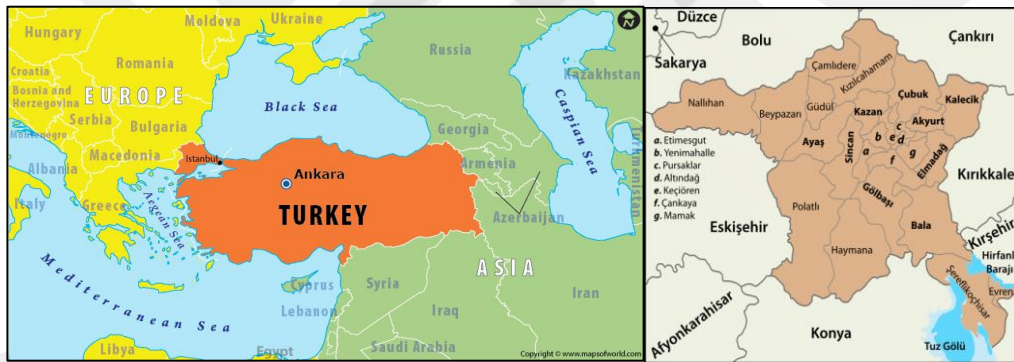 Hungary
Moldova
Ukraine
Russia
Kazakhstan
Croatia
Romania
Bosnia and
Herzegovina
EUROPE
Serbia
Montenegro
Bulgaria
Black Sea
Caspian Sea
Georgia
Turkmenistan
Albania
Macedonia
Istanbul
Armenia
Ankara
Italy
Greece
Aegean Sea
TURKEY
Azerbaijan
Mediterranean Sea
Cyprus
Lebanon
Syria
ASIA
Iran
Iraq
Libya
Egypt
Saudi Arabia
Copyright © www.mapsofworld.com
N
Düzce
Bolu
Çankırı
Sakarya
Çamlıdere
Kızılcahamam
Nallıhan
Beypazarı
Güdül
Kazan
Çubuk
Kalecik
Akyurt
Ayaş
Sincan
a
b
c
d
e
f
g
Elmadağ
a. Etimesgut
b. Yenimahalle
c. Pursaklar
d. Altındağ
e. Keçiören
f. Çankaya
g. Mamak
Kırıkkale
Gölbaşı
Polatlı
Bala
Eskişehir
Haymana
Kırşehir
Hirfanlı
Barajı
Şereflikoçhisar
Evren
Afyonkarahisar
Konya
Tuz Gölü